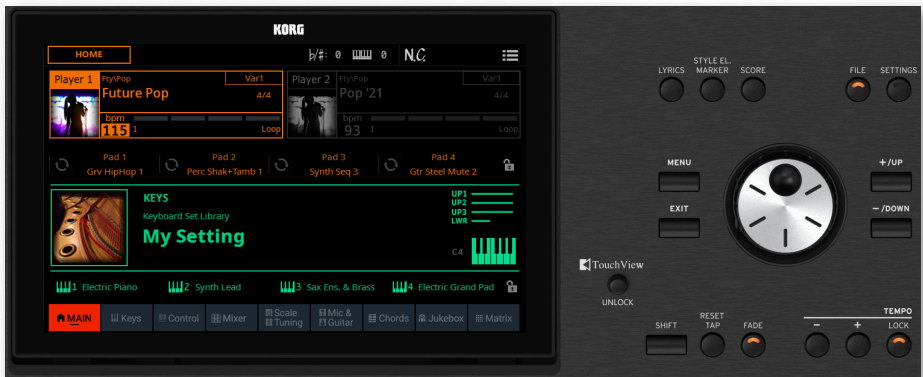 KORG
HOME
♭/♯: 0 0 N.C.
Player 1 Fty\Pop Var1
Future Pop 4/4
bpm
115 1 Loop
Player 2 Fty\Pop Var1
Pop '21 4/4
bpm
93 1 Loop
Pad 1
Grv HipHop 1
Pad 2
Perc Shak+Tamb 1
Pad 3
Synth Seq 3
Pad 4
Gtr Steel Mute 2
KEYS
Keyboard Set Library
My Setting
UP1
UP2
UP3
LWR
C4
1 Electric Piano
2 Synth Lead
3 Sax Ens. & Brass
4 Electric Grand Pad
MAIN
Keys
Control
Mixer
Scale
Tuning
Mic &
Guitar
Chords
Jukebox
Matrix
LYRICS
STYLE EL.
MARKER
SCORE
FILE
SETTINGS
MENU
EXIT
+/UP
−/DOWN
TouchView
UNLOCK
SHIFT
RESET
TAP
FADE
TEMPO
−
+
LOCK